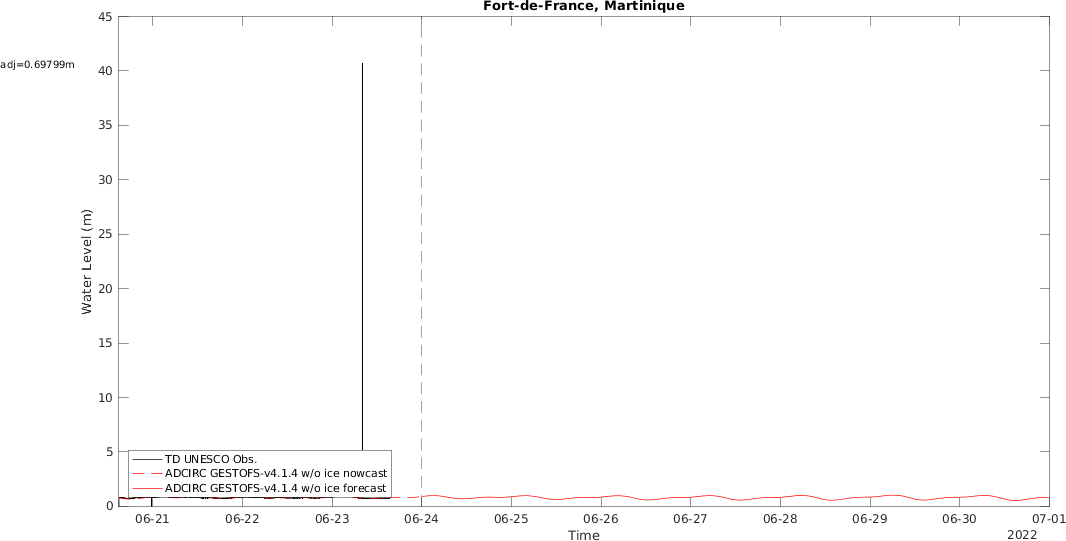 Fort-de-France, Martinique
adj=0.69799m
Water Level (m)
45
40
35
30
25
20
15
10
5
0
TD UNESCO Obs.
ADCIRC GESTOFS-v4.1.4 w/o ice nowcast
ADCIRC GESTOFS-v4.1.4 w/o ice forecast
06-21 06-22 06-23 06-24 06-25 06-26 06-27 06-28 06-29 06-30 07-01
Time
2022